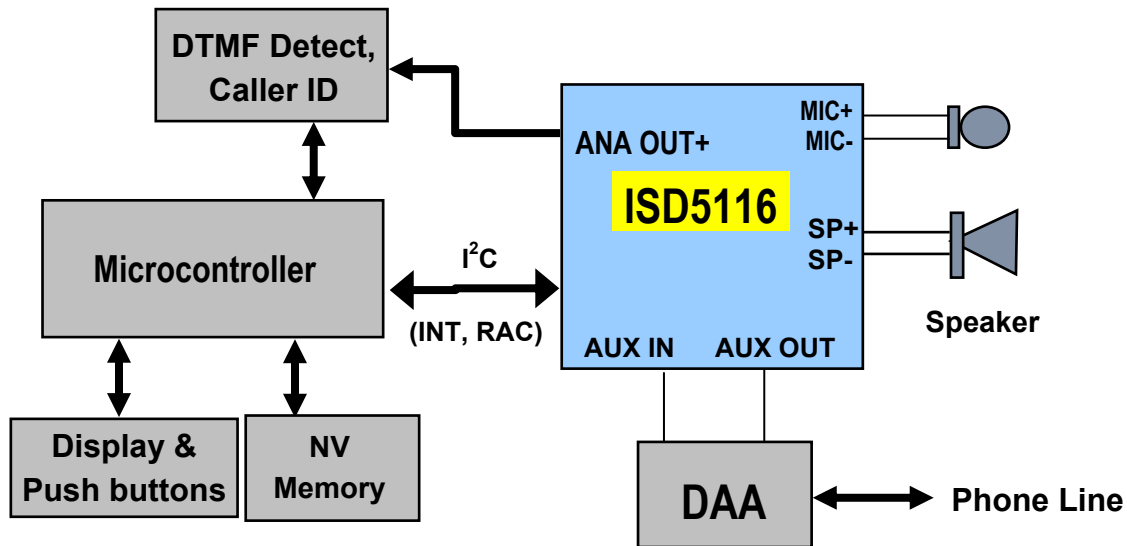 DTMF Detect,
Caller ID
MIC+
MIC-
ANA OUT+
ISD5116
SP+
SP-
Microcontroller
I²C
(INT, RAC)
Speaker
AUX IN
AUX OUT
Display &
Push buttons
NV
Memory
DAA
Phone Line